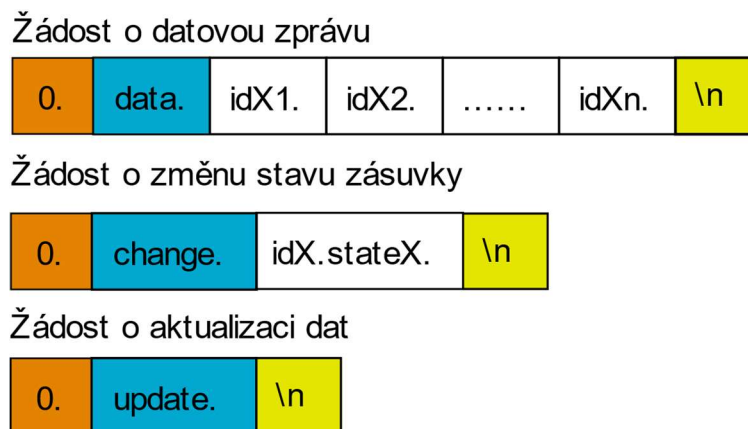 Žádost o datovou zprávu
0. data. idX1. idX2. ...... idXn. \n
Žádost o změnu stavu zásuvky
0. change. idX.stateX. \n
Žádost o aktualizaci dat
0. update. \n